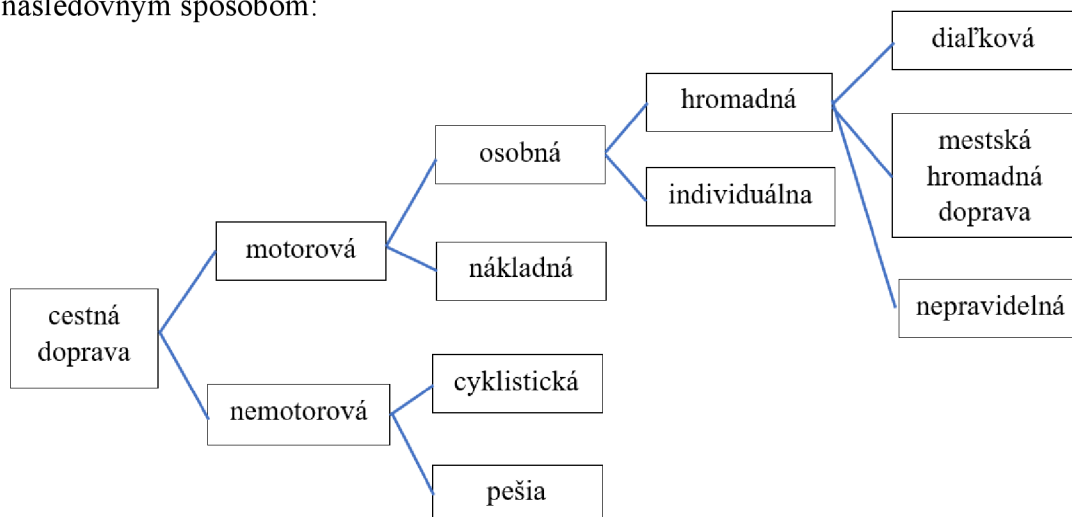 následovným spôsobom:
diaľková
hromadná
mestská
hromadná
doprava
osobná
individuálna
motorová
nákladná
nepravidelná
cestná
doprava
cyklistická
nemotorová
pešia